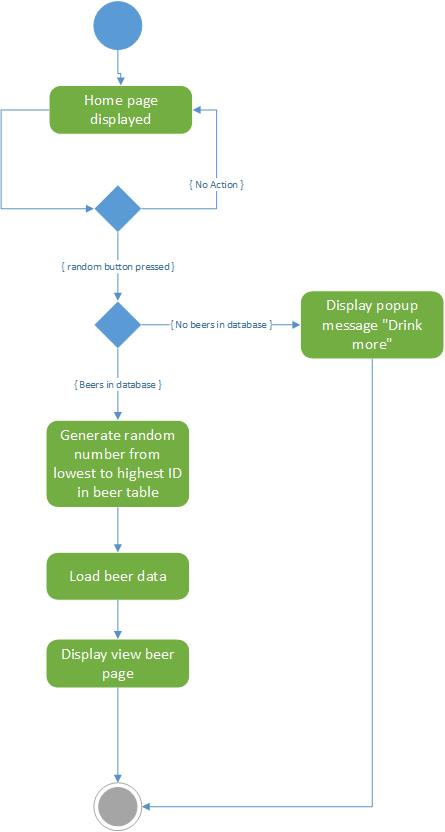 Home page
displayed
{ No Action }
{ random button pressed }
{ No beers in database }
Display popup
message "Drink
more"
{ Beers in database }
Generate random
number from
lowest to highest ID
in beer table
Load beer data
Display view beer
page